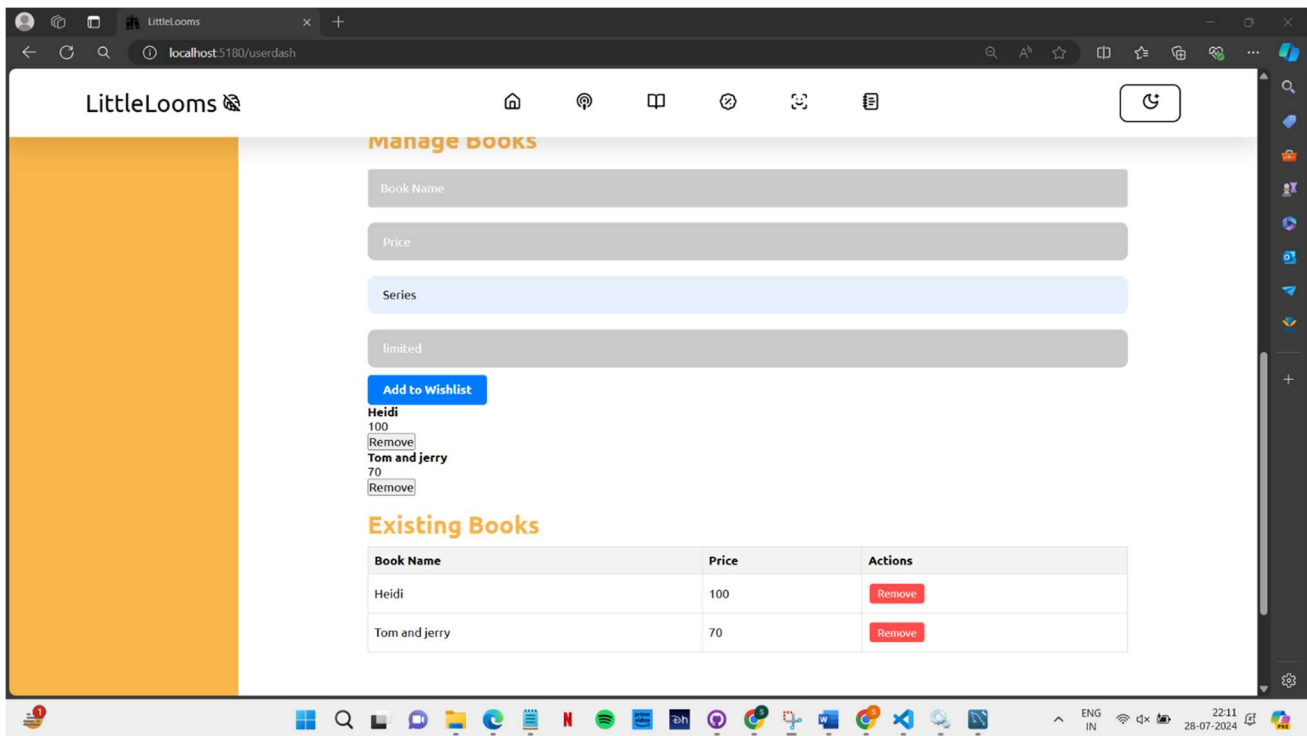 LittleLooms
localhost:5180/userdash
LittleLooms
Manage Books
Book Name
Price
Series
limited
Add to Wishlist
Heidi
100
Remove
Tom and jerry
70
Remove
Existing Books
Book Name Price Actions
Heidi 100 Remove
Tom and jerry 70 Remove
1
ENG
IN
22:11
28-07-2024